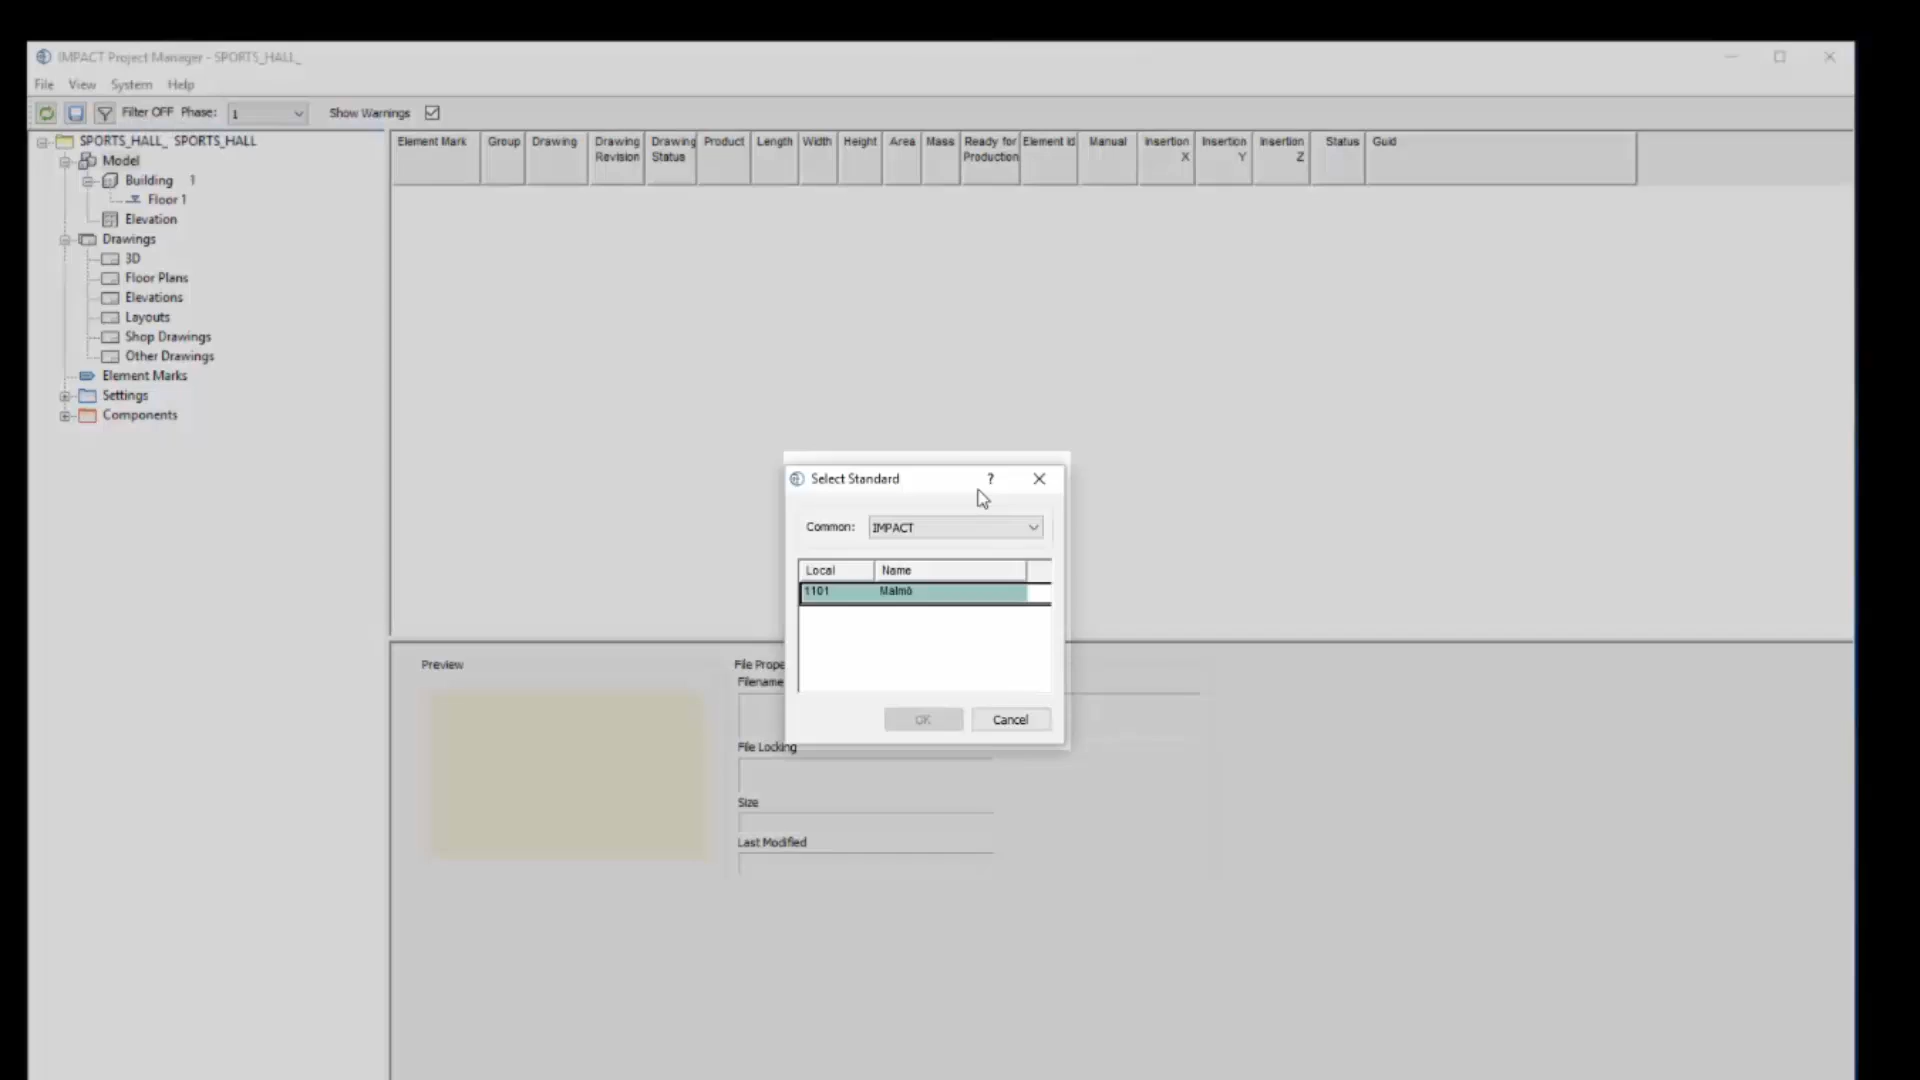 IMPACT Project Manager - SPORTS_HALL_
File View System Help
Filter OFF Phase: 1 Show Warnings
SPORTS_HALL_ SPORTS_HALL
Model
Building 1
Floor 1
Elevation
Drawings
3D
Floor Plans
Elevations
Layouts
Shop Drawings
Other Drawings
Element Marks
Settings
Components
Element Mark Group Drawing Drawing Revision Drawing Status Product Length Width Height Area Mass Ready for Production Element Id Manual Insertion X Insertion Y Insertion Z Status Guid
Select Standard ?
Common: IMPACT
Local Name
1101 Malmö
OK Cancel
Preview
File Prope
Filename
File Locking
Size
Last Modified